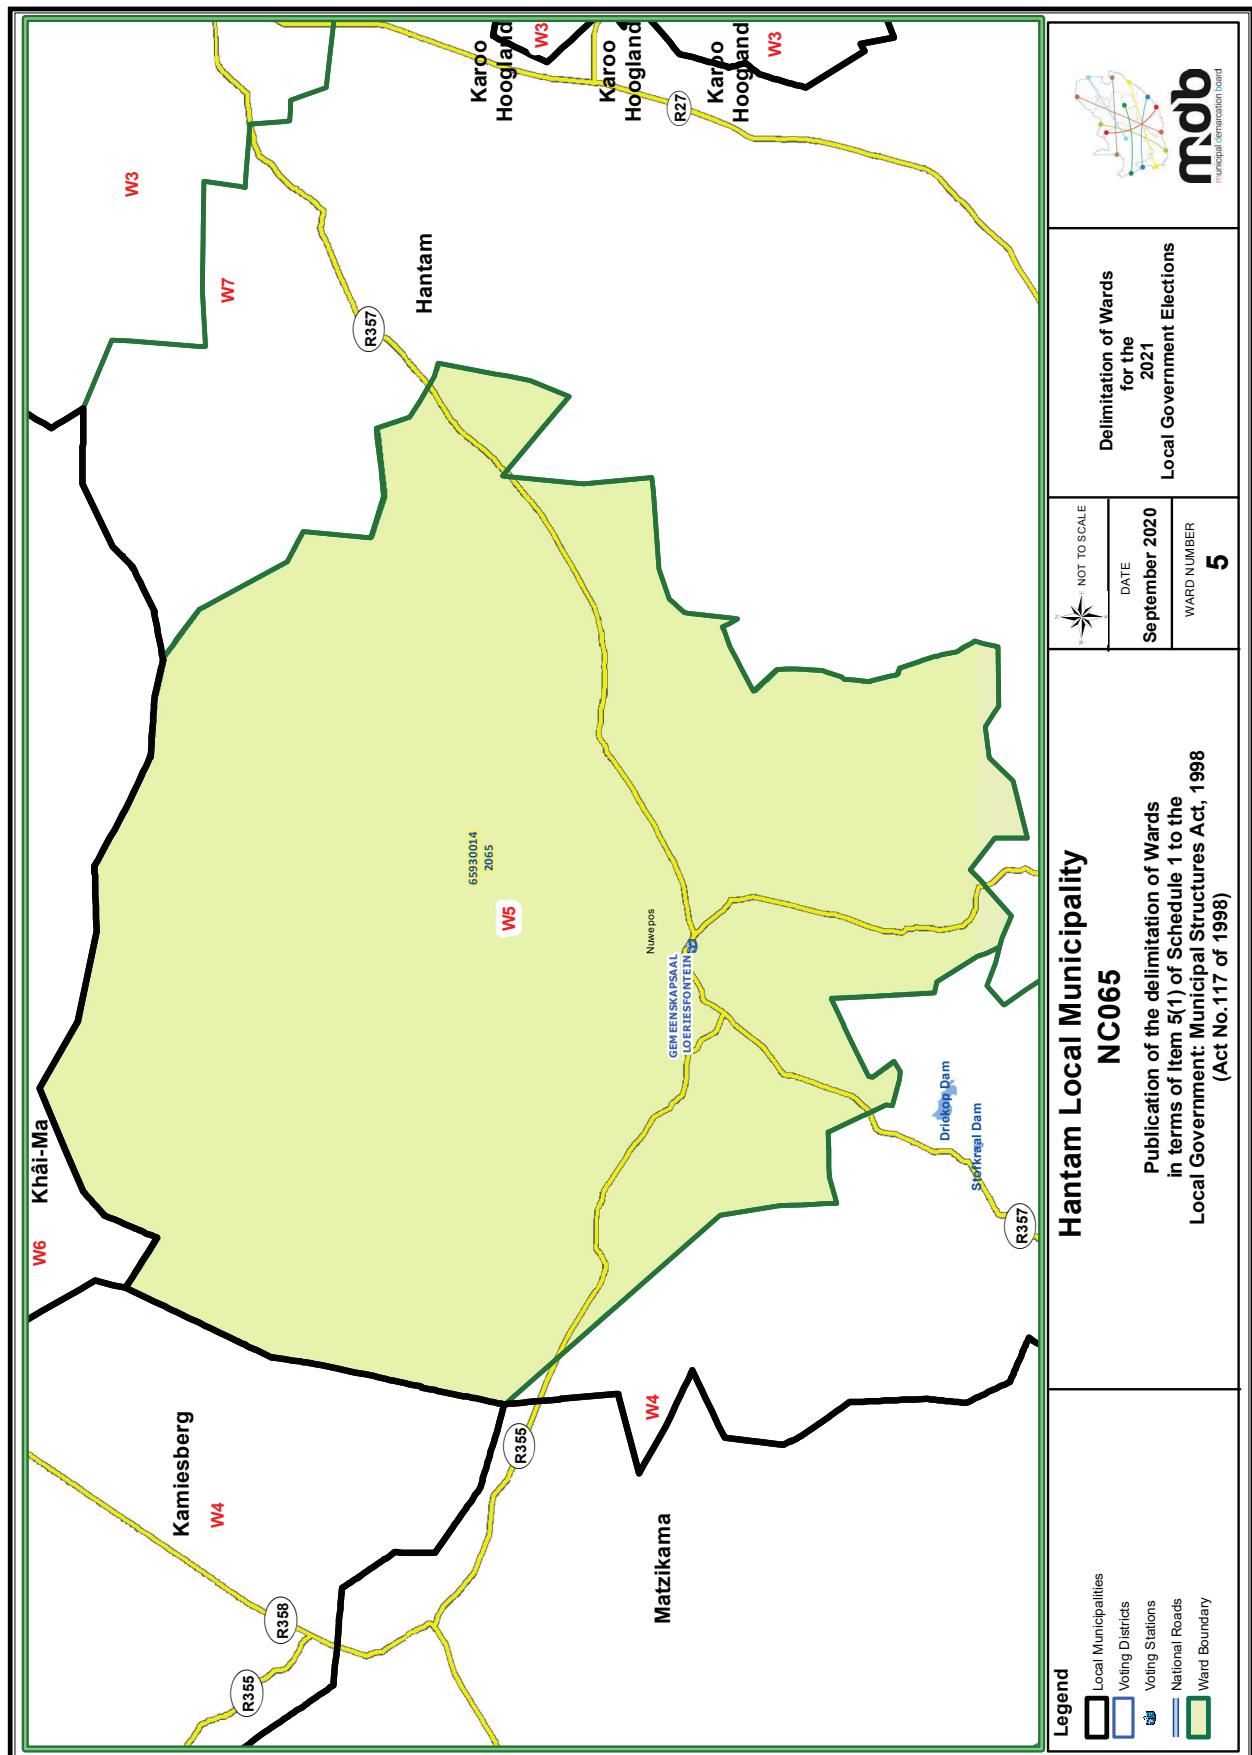 Khâi-Ma
W6
Kamiesberg
W4
R358
R355
R355
Matzikama
W4
W3
W7
R357
Hantam
Karoo
Hoogland
W3
Karoo
Hoogland
Karoo
Hoogland
W3
R27
65930014
2065
W5
Nuwepos
GEMEENSKAPSAAL
LOERIESFONTEIN
Driekop Dam
Storkraal Dam
R357
Legend
Local Municipalities
Voting Districts
Voting Stations
National Roads
Ward Boundary
Hantam Local Municipality
NC065
Publication of the delimitation of Wards
in terms of Item 5(1) of Schedule 1 to the
Local Government: Municipal Structures Act, 1998
(Act No.117 of 1998)
N
W
E
S
NOT TO SCALE
DATE
September 2020
WARD NUMBER
5
Delimitation of Wards
for the
2021
Local Government Elections
mdb
municipal demarcation board